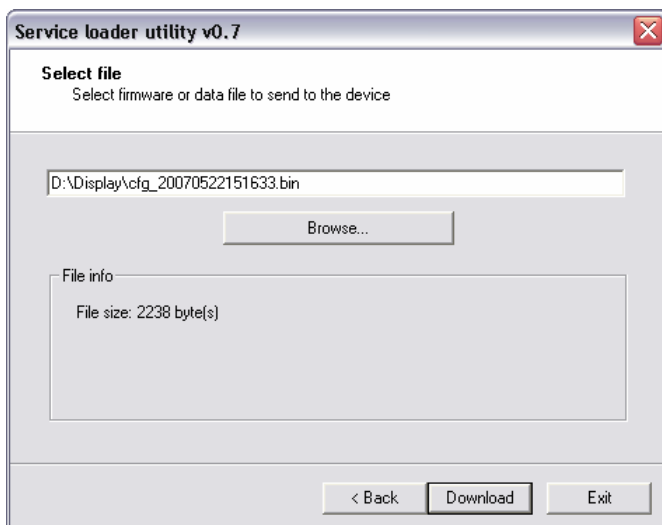 Service loader utility v0.7
Select file
Select firmware or data file to send to the device
D:\Display\cfg_20070522151633.bin
Browse...
File info
File size: 2238 byte(s)
< Back Download Exit